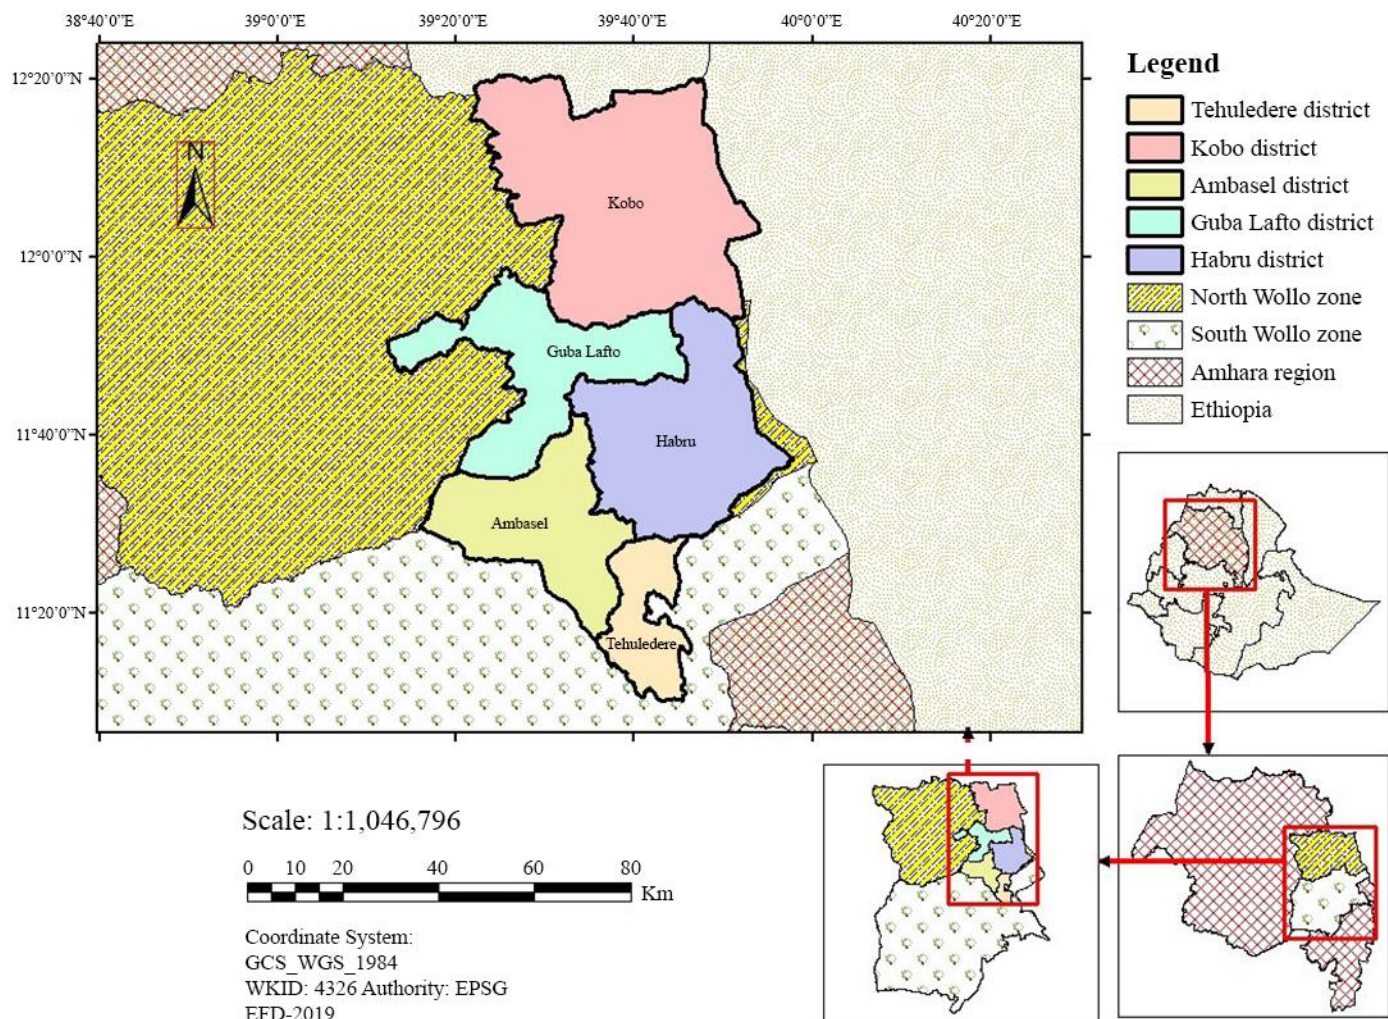 38°40'0"E 39°0'0"E 39°20'0"E 39°40'0"E 40°0'0"E 40°20'0"E
12°20'0"N
12°0'0"N
11°40'0"N
11°20'0"N
N
Kobo
Guba Lafto
Habru
Ambasel
Tehuledere
Legend
Tehuledere district
Kobo district
Ambasel district
Guba Lafto district
Habru district
North Wollo zone
South Wollo zone
Amhara region
Ethiopia
Scale: 1:1,046,796
0 10 20 40 60 80
Km
Coordinate System:
GCS_WGS_1984
WKID: 4326 Authority: EPSG
EFD-2019